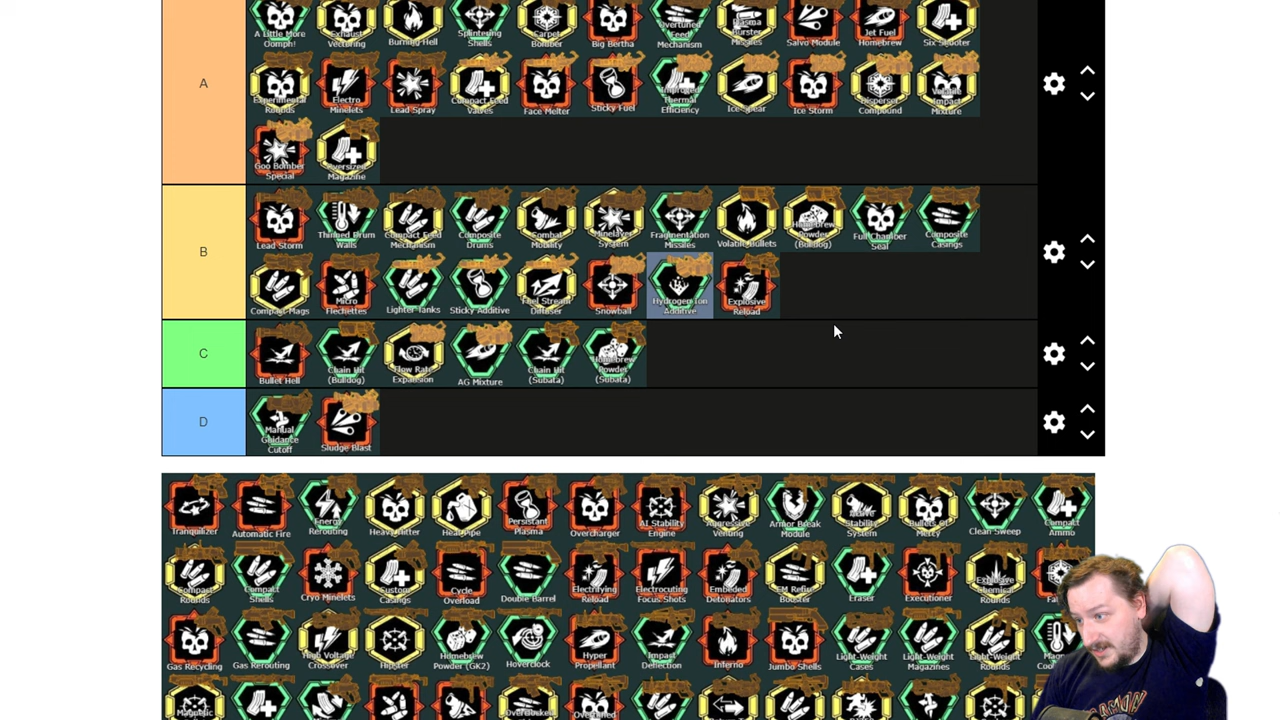 A Little More Oomph! Exhaust Vectoring Burning Hell Splintering Shells Carpet Bomber Big Bertha Overtuned Feed Mechanism Plasma Burster Missiles Salvo Module Jet Fuel Homebrew Six Shooter
A
Experimental Rounds Electro Minelets Lead Spray Compact Feed Valves Face Melter Sticky Fuel Improved Thermal Efficiency Ice Spear Ice Storm Disperser Compound Volatile Impact Mixture
Goo Bomber Special Oversized Magazine
Lead Storm Thinned Drum Walls Compact Feed Mechanism Composite Drums Combat Mobility Minelayer System Fragmentation Missiles Volatile Bullets Homebrew Powder (Bulldog) Full Chamber Seal Composite Casings
B
Compact Mags Micro Flechettes Lighter Tanks Sticky Additive Fuel Stream Diffuser Snowball Hydrogen Ion Additive Explosive Reload
C
Bullet Hell Chain Hit (Bulldog) Flow Rate Expansion AG Mixture Chain Hit (Subata) Homebrew Powder (Subata)
D
Manual Guidance Cutoff Sludge Blast
Tranquilizer Automatic Fire Energy Rerouting Heavy Hitter Heat Pipe Persistant Plasma Overcharger AI Stability Engine Aggressive Venting Armor Break Module Stability System Bullets Of Mercy Clean Sweep Compact Ammo
Compact Rounds Compact Shells Cryo Minelets Custom Casings Cycle Overload Double Barrel Electrifying Reload Electrocuting Focus Shots Embeded Detonators EM Refire Booster Eraser Executioner Explosive Chemical Rounds
Gas Recycling Gas Rerouting High Voltage Crossover Hipster Homebrew Powder (GK2) Hoverclock Hyper Propellant Impact Deflection Inferno Jumbo Shells Light-Weight Cases Light-Weight Magazines Light-Weight Rounds
Magnetic